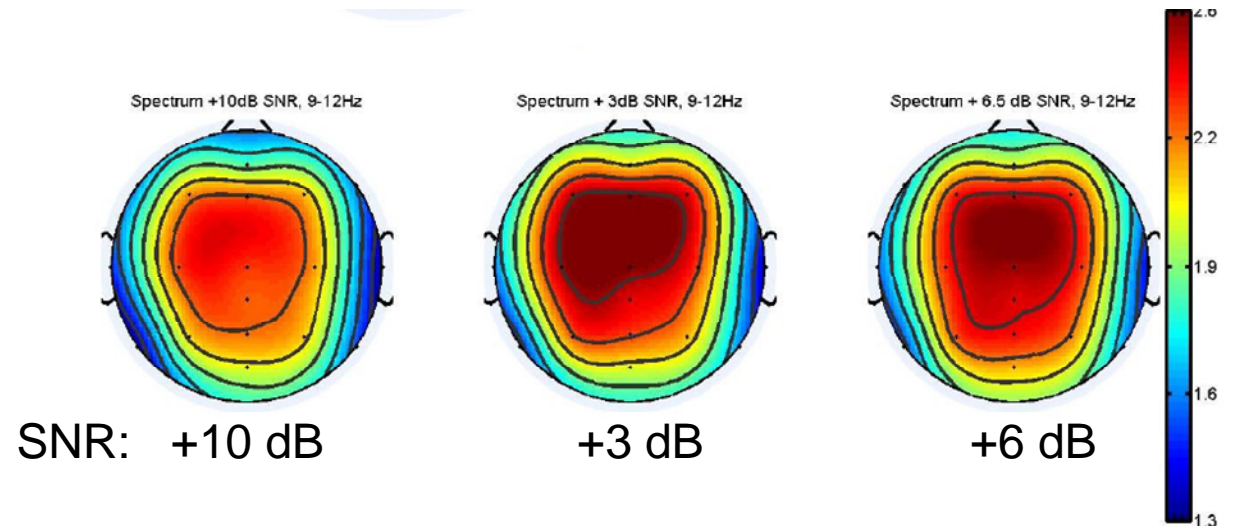 2.6
Spectrum +10dB SNR, 9-12Hz
Spectrum + 3dB SNR, 9-12Hz
Spectrum + 6.5 dB SNR, 9-12Hz
2.2
1.9
1.6
SNR: +10 dB
+3 dB
+6 dB
1.3